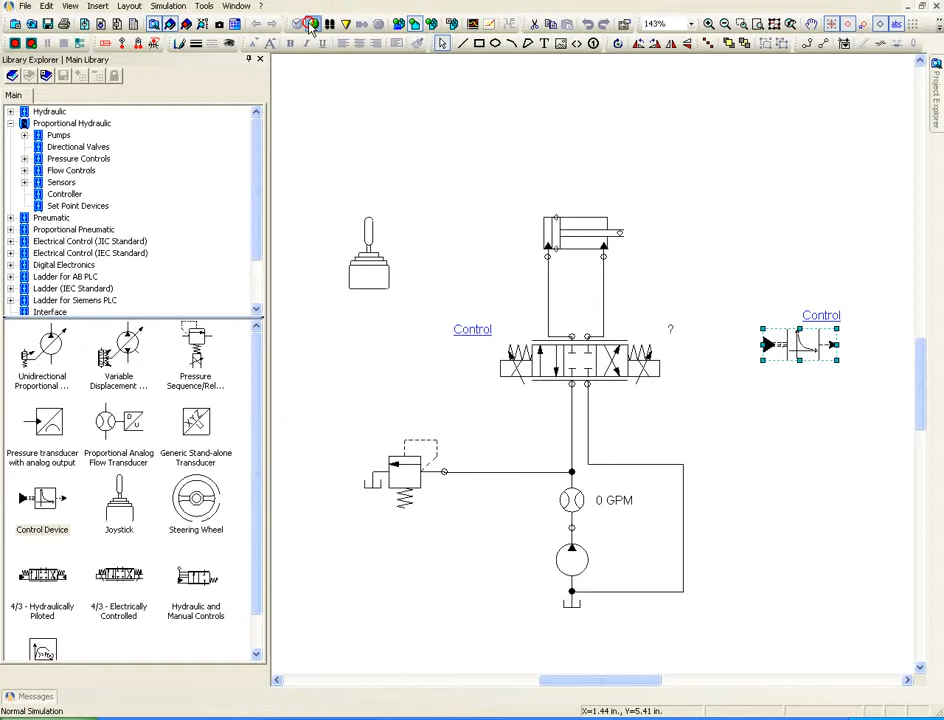 File Edit View Insert Layout Simulation Tools Window ?
143%
Library Explorer | Main Library
A A B I U
T
Main
Project Explorer
Hydraulic
Proportional Hydraulic
Pumps
Directional Valves
Pressure Controls
Flow Controls
Sensors
Controller
Set Point Devices
Pneumatic
Proportional Pneumatic
Electrical Control (JIC Standard)
Electrical Control (IEC Standard)
Digital Electronics
Ladder for AB PLC
Ladder (IEC Standard)
Ladder for Siemens PLC
Interface
Unidirectional Proportional ...
Variable Displacement ...
Pressure Sequence/Rel...
Pressure transducer with analog output
Proportional Analog Flow Transducer
Generic Stand-alone Transducer
Control Device
Joystick
Steering Wheel
4/3 - Hydraulically Piloted
4/3 - Electrically Controlled
Hydraulic and Manual Controls
Control
?
Control
0 GPM
Messages
Normal Simulation
X=1.44 in., Y=5.41 in.